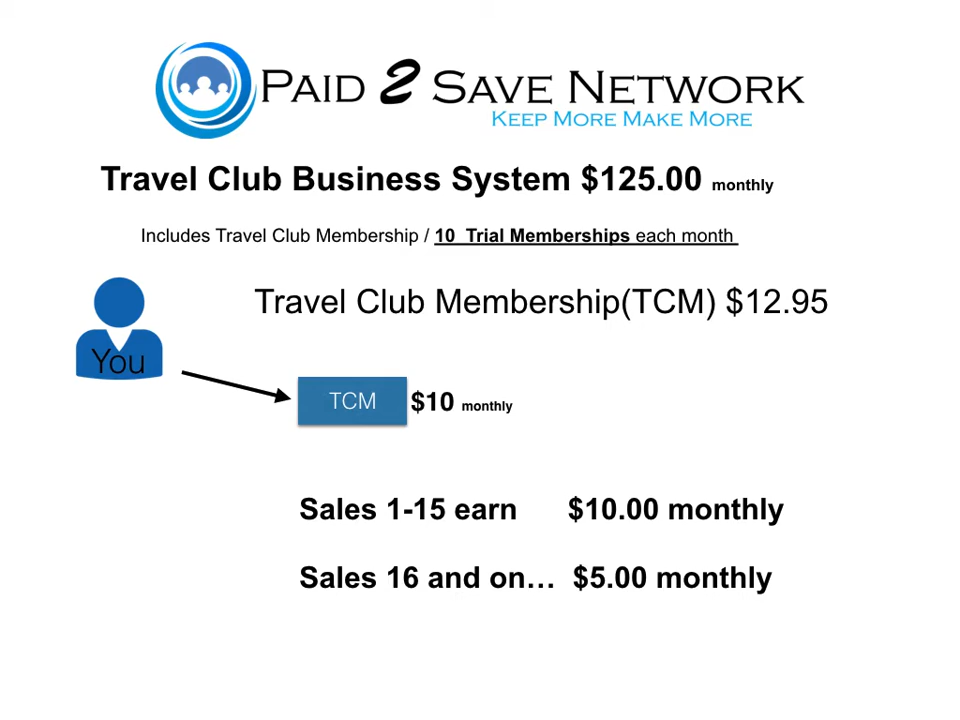 PAID 2 SAVE NETWORK
KEEP MORE MAKE MORE
Travel Club Business System $125.00 monthly
Includes Travel Club Membership / 10 Trial Memberships each month
Travel Club Membership(TCM) $12.95
You
TCM $10 monthly
Sales 1-15 earn $10.00 monthly
Sales 16 and on… $5.00 monthly